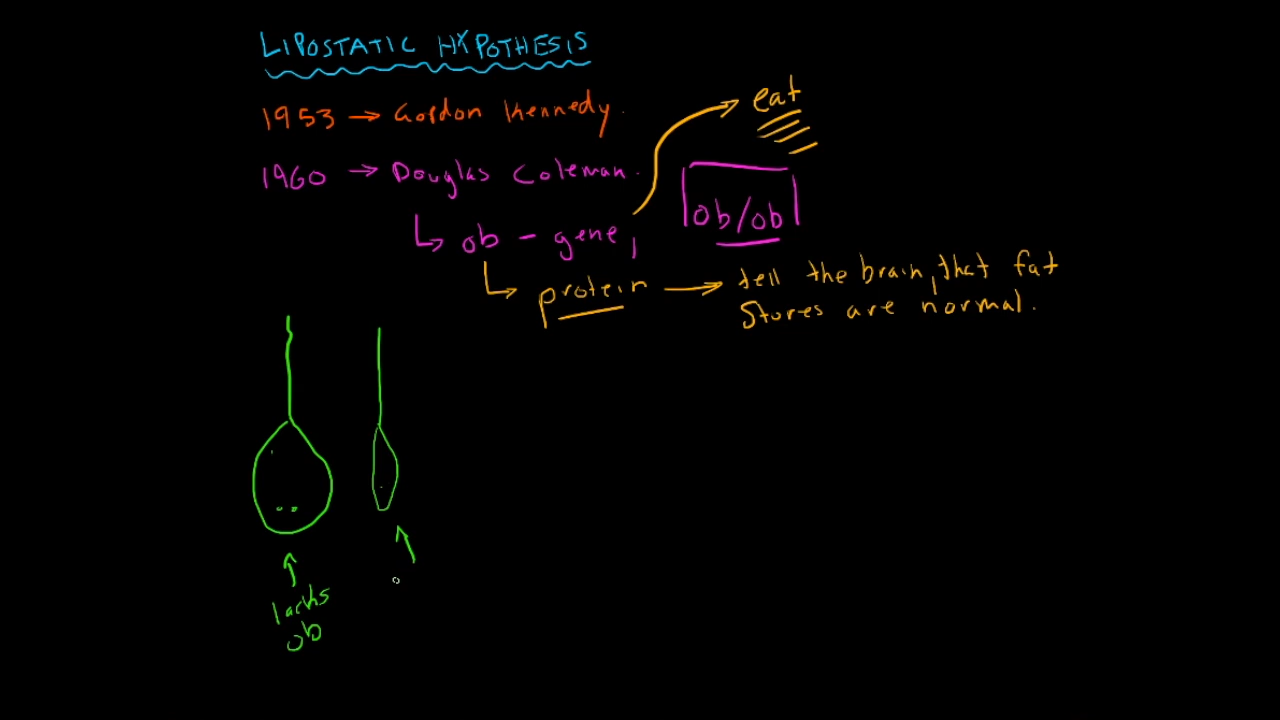 LIPOSTATIC HYPOTHESIS
1953 → Gordon Kennedy.
eat
1960 → Douglas Coleman.
ob/ob
ob - gene,
protein → tell the brain, that fat
stores are normal.
lacks
ob